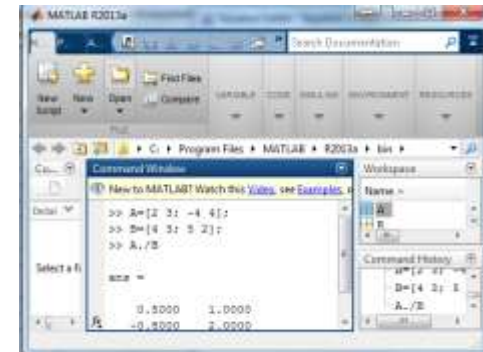 MATLAB R2013a
Search Documentation
New Script
New
Open
Find Files
Compare
FILE
VARIABLE
CODE
SIMULINK
ENVIRONMENT
RESOURCES
C: ▸ Program Files ▸ MATLAB ▸ R2013a ▸ bin ▸
Command Window
New to MATLAB? Watch this Video, see Examples,
>> A=[2 3; -4 4];
>> B=[4 3; 5 2];
>> A./B
ans =
0.5000 1.0000
-0.8000 2.0000
fx
Select a fi
Workspace
Name
A
B
Command History
B=[4 3; 5
A./B